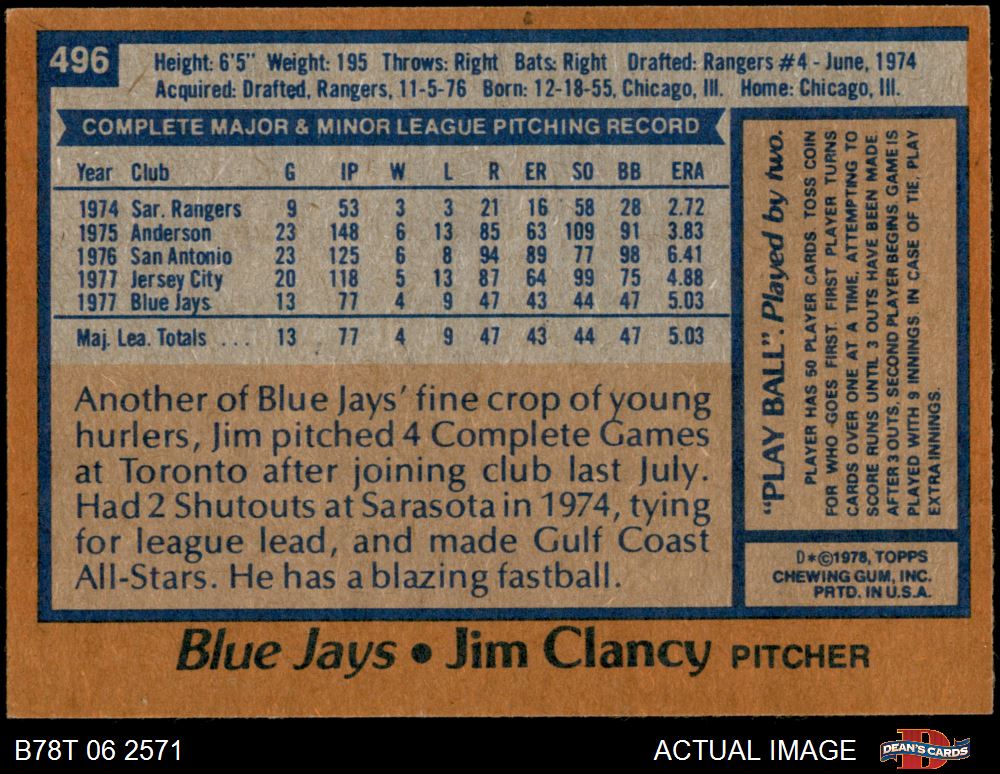 496
Height: 6'5" Weight: 195 Throws: Right Bats: Right Drafted: Rangers #4 - June, 1974
Acquired: Drafted, Rangers, 11-5-76 Born: 12-18-55, Chicago, Ill. Home: Chicago, Ill.
COMPLETE MAJOR & MINOR LEAGUE PITCHING RECORD
Year Club G IP W L R ER SO BB ERA
1974 Sar. Rangers 9 53 3 3 21 16 58 28 2.72
1975 Anderson 23 148 6 13 85 63 109 91 3.83
1976 San Antonio 23 125 6 8 94 89 77 98 6.41
1977 Jersey City 20 118 5 13 87 64 99 75 4.88
1977 Blue Jays 13 77 4 9 47 43 44 47 5.03
Maj. Lea. Totals ... 13 77 4 9 47 43 44 47 5.03
Another of Blue Jays' fine crop of young
hurlers, Jim pitched 4 Complete Games
at Toronto after joining club last July.
Had 2 Shutouts at Sarasota in 1974, tying
for league lead, and made Gulf Coast
All-Stars. He has a blazing fastball.
"PLAY BALL". Played by two.
PLAYER HAS 50 PLAYER CARDS. TOSS COIN
FOR WHO GOES FIRST. FIRST PLAYER TURNS
CARDS OVER ONE AT A TIME, ATTEMPTING TO
SCORE RUNS UNTIL 3 OUTS HAVE BEEN MADE.
AFTER 3 OUTS, SECOND PLAYER BEGINS. GAME IS
PLAYED WITH 9 INNINGS. IN CASE OF TIE, PLAY
EXTRA INNINGS.
D*©1978, TOPPS
CHEWING GUM, INC.
PRTD. IN U.S.A.
Blue Jays • Jim Clancy PITCHER
B78T 06 2571
ACTUAL IMAGE
D
DEAN'S CARDS